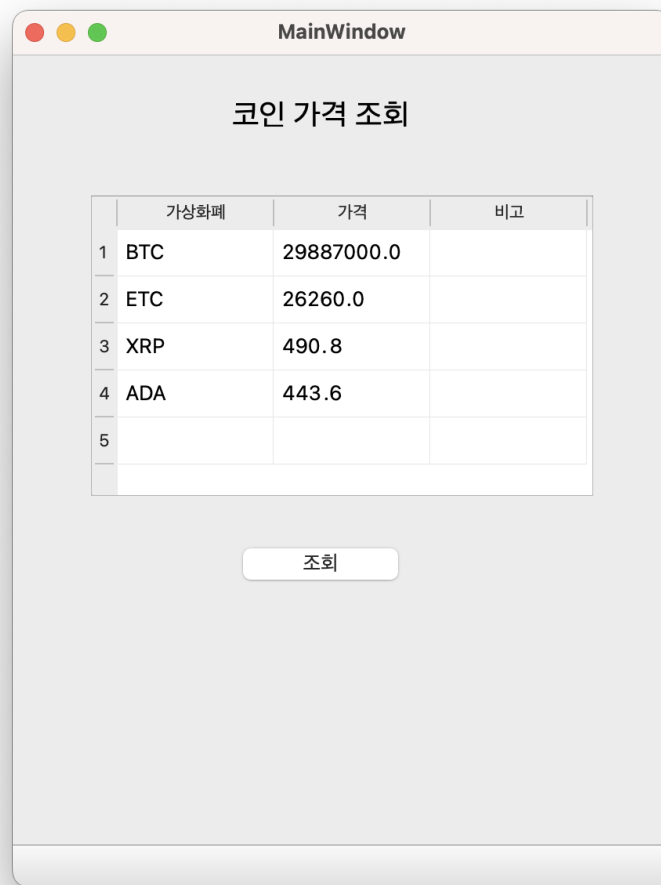 MainWindow
코인 가격 조회
가상화폐 가격 비고
1 BTC 29887000.0
2 ETC 26260.0
3 XRP 490.8
4 ADA 443.6
5
조회